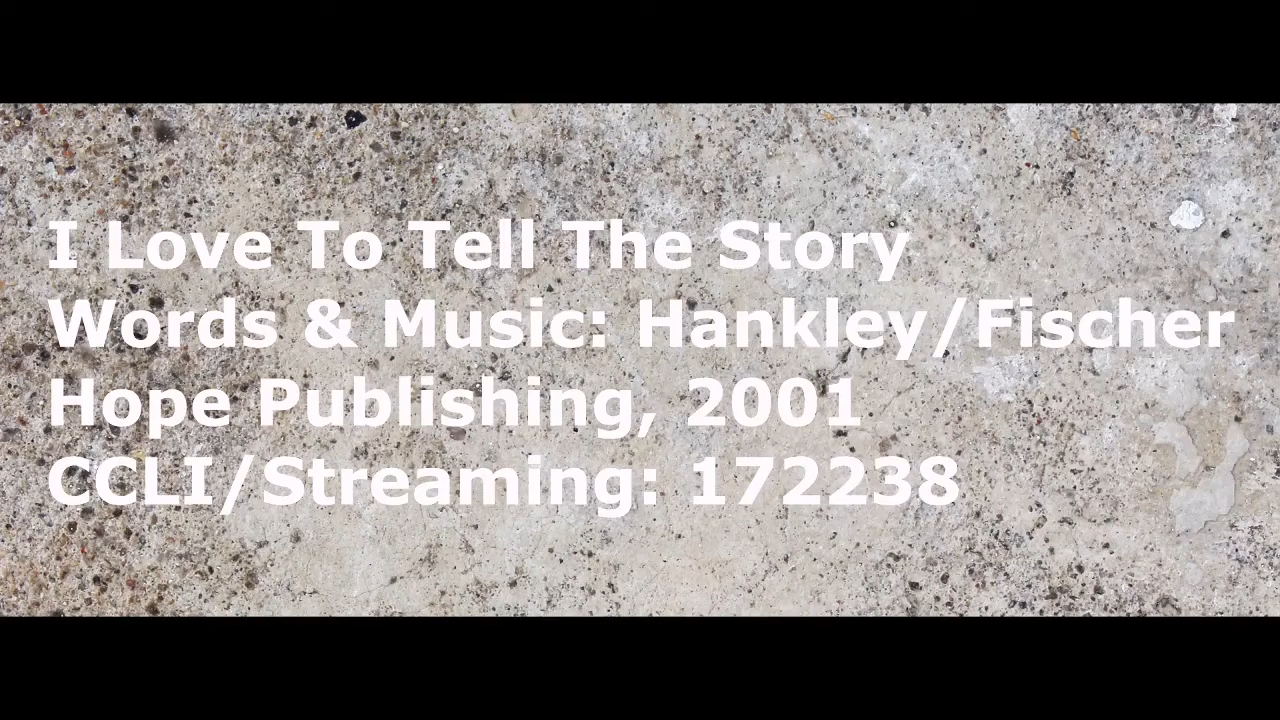 I Love To Tell The Story
Words & Music: Hankley/Fischer
Hope Publishing, 2001
CCLI/Streaming: 172238